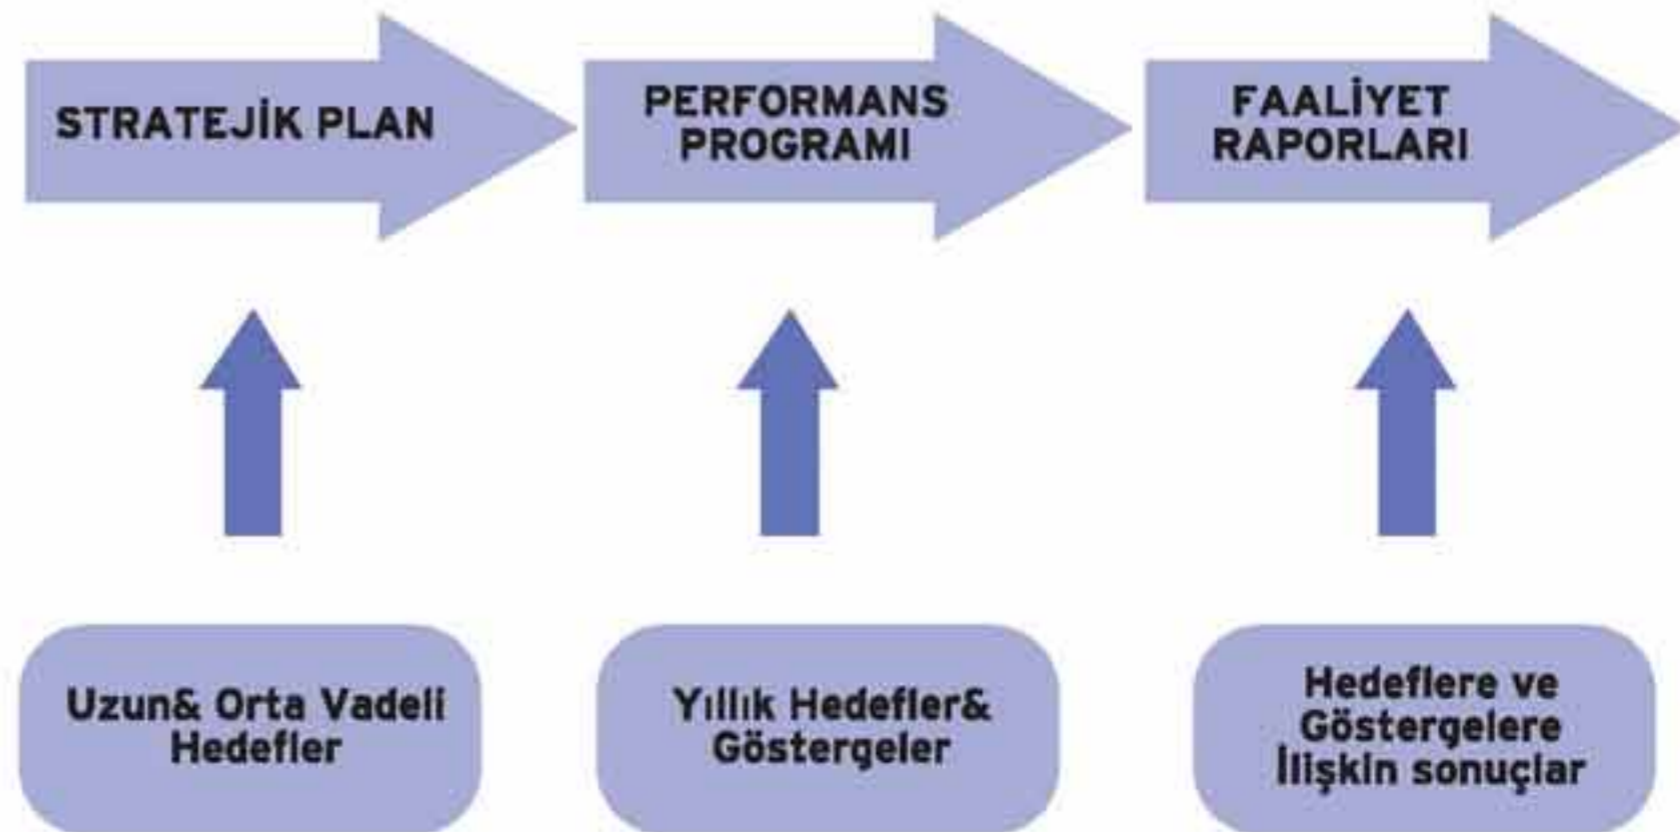 STRATEJİK PLAN
PERFORMANS
PROGRAMI
FAALİYET
RAPORLARI
Uzun& Orta Vadeli
Hedefler
Yıllık Hedefler&
Göstergeler
Hedeflere ve
Göstergelere
İlişkin sonuçlar